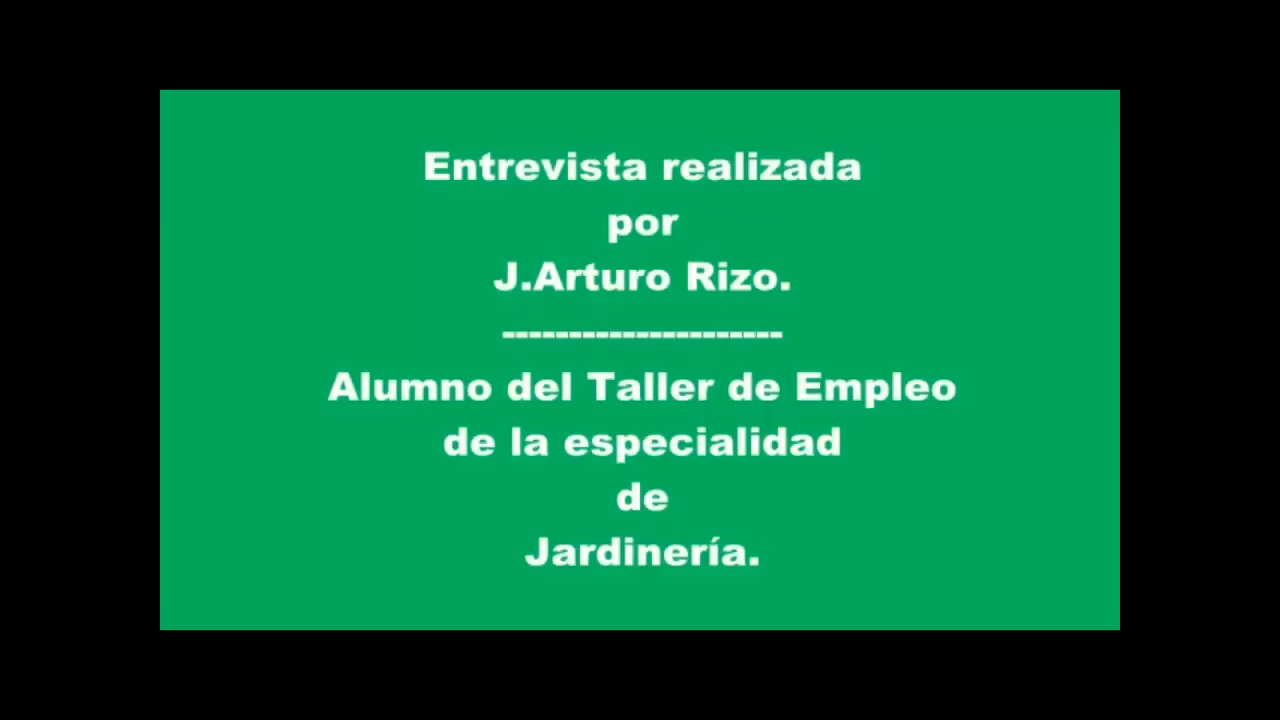 Entrevista realizada
por
J.Arturo Rizo.
---------------------
Alumno del Taller de Empleo
de la especialidad
de
Jardinería.